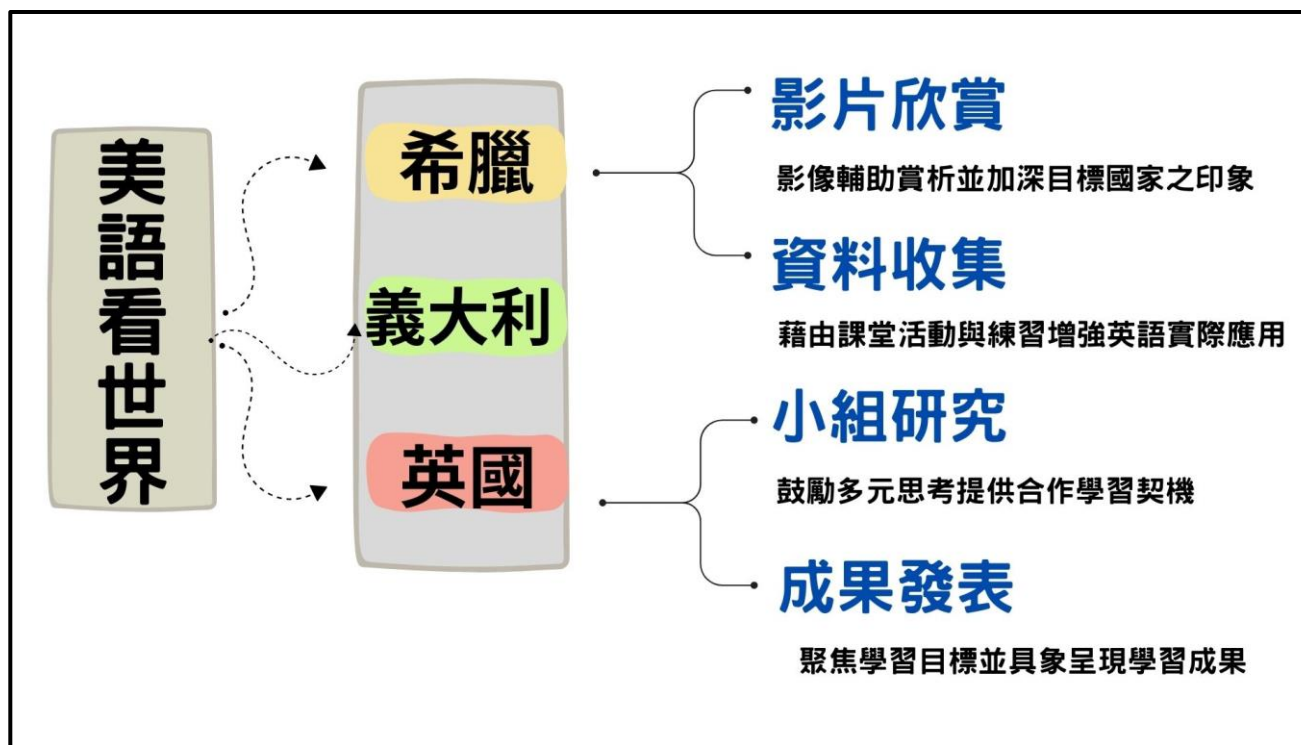 美語看世界
希臘
義大利
英國
影片欣賞
影像輔助賞析並加深目標國家之印象
資料收集
藉由課堂活動與練習增強英語實際應用
小組研究
鼓勵多元思考提供合作學習契機
成果發表
聚焦學習目標並具象呈現學習成果